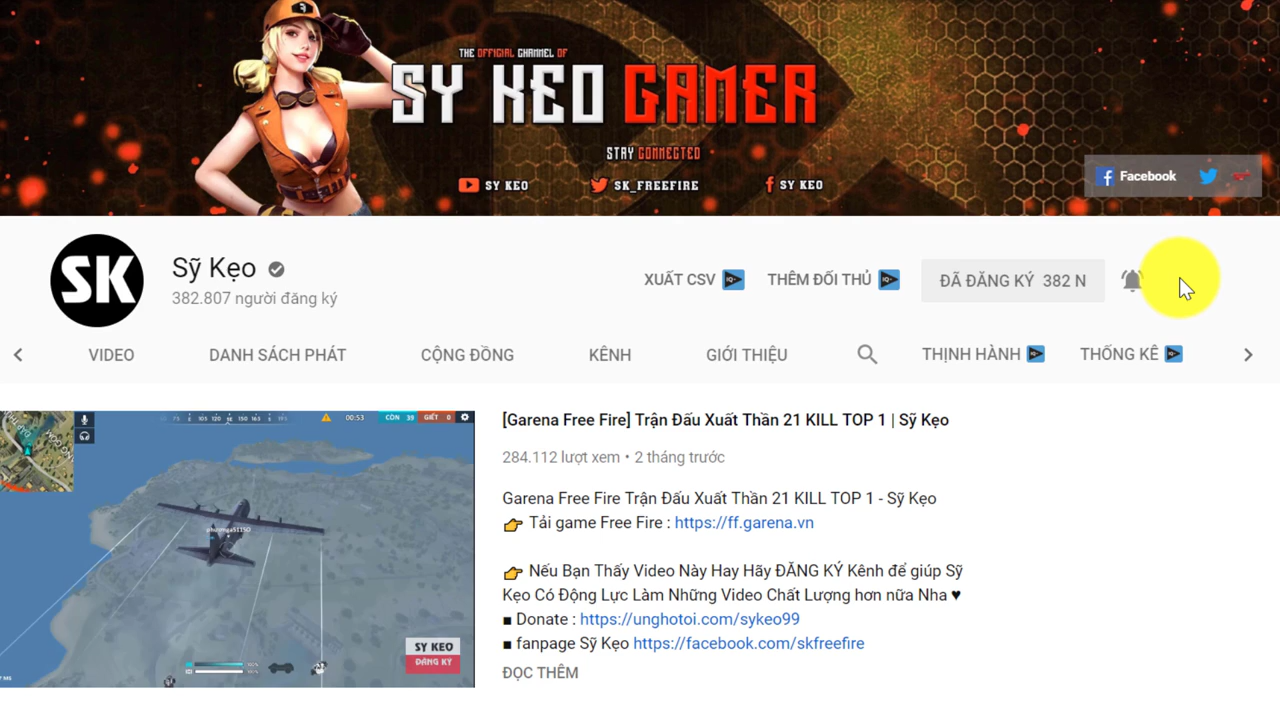 THE OFFICIAL CHANNEL OF
SY KEO GAMER
STAY CONNECTED
SY KEO
SK_FREEFIRE
SY KEO
Facebook
SK
Sỹ Kẹo
382.807 người đăng ký
XUẤT CSV
THÊM ĐỐI THỦ
ĐÃ ĐĂNG KÝ 382 N
VIDEO
DANH SÁCH PHÁT
CỘNG ĐỒNG
KÊNH
GIỚI THIỆU
THỊNH HÀNH
THỐNG KÊ
00:53
CÒN 39
GIẾT 0
SY KEO
ĐĂNG KÝ
[Garena Free Fire] Trận Đấu Xuất Thần 21 KILL TOP 1 | Sỹ Kẹo
284.112 lượt xem • 2 tháng trước
Garena Free Fire Trận Đấu Xuất Thần 21 KILL TOP 1 - Sỹ Kẹo
👉 Tải game Free Fire : https://ff.garena.vn
👉 Nếu Bạn Thấy Video Này Hay Hãy ĐĂNG KÝ Kênh để giúp Sỹ
Kẹo Có Động Lực Làm Những Video Chất Lượng hơn nữa Nha ♥
■ Donate : https://unghotoi.com/sykeo99
■ fanpage Sỹ Kẹo https://facebook.com/skfreefire
ĐỌC THÊM